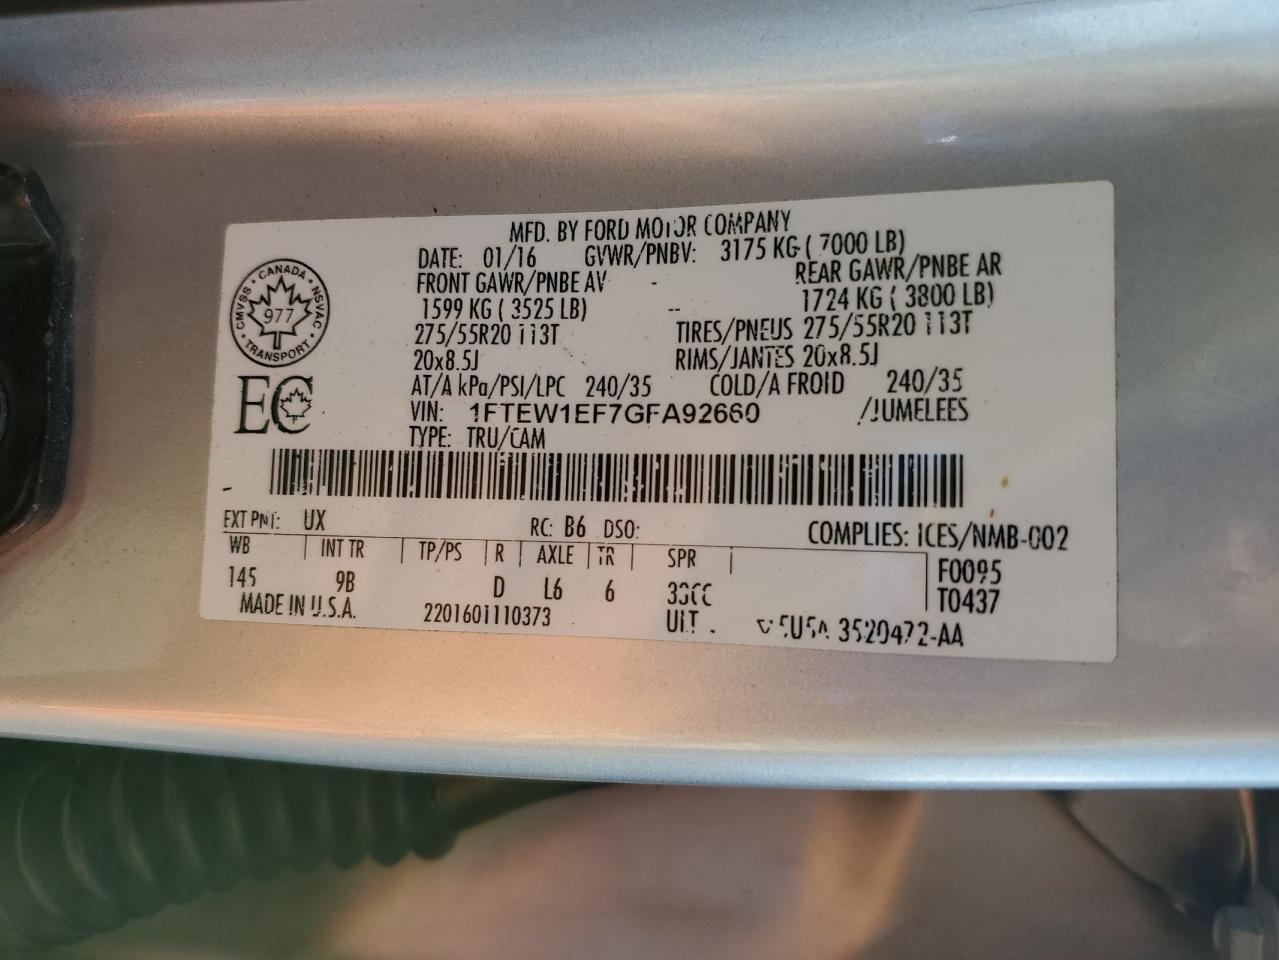 MFD. BY FORD MOTOR COMPANY
DATE: 01/16 GVWR/PNBV: 3175 KG ( 7000 LB)
FRONT GAWR/PNBE AV REAR GAWR/PNBE AR
1599 KG ( 3525 LB) 1724 KG ( 3800 LB)
275/55R20 113T TIRES/PNEUS 275/55R20 113T
20x8.5J RIMS/JANTES 20x8.5J
AT/A kPa/PSI/LPC 240/35 COLD/A FROID 240/35
VIN: 1FTEW1EF7GFA92660 /JUMELEES
TYPE: TRU/CAM
CMVSS • CANADA • NSVAC • TRANSPORT •
977
EC
EXT PNT: UX RC: B6 DSO: COMPLIES: ICES/NMB-002
WB INT TR TP/PS R AXLE TR SPR
145 9B D L6 6 F0095
T0437
MADE IN U.S.A. 2201601110373 3520472-AA